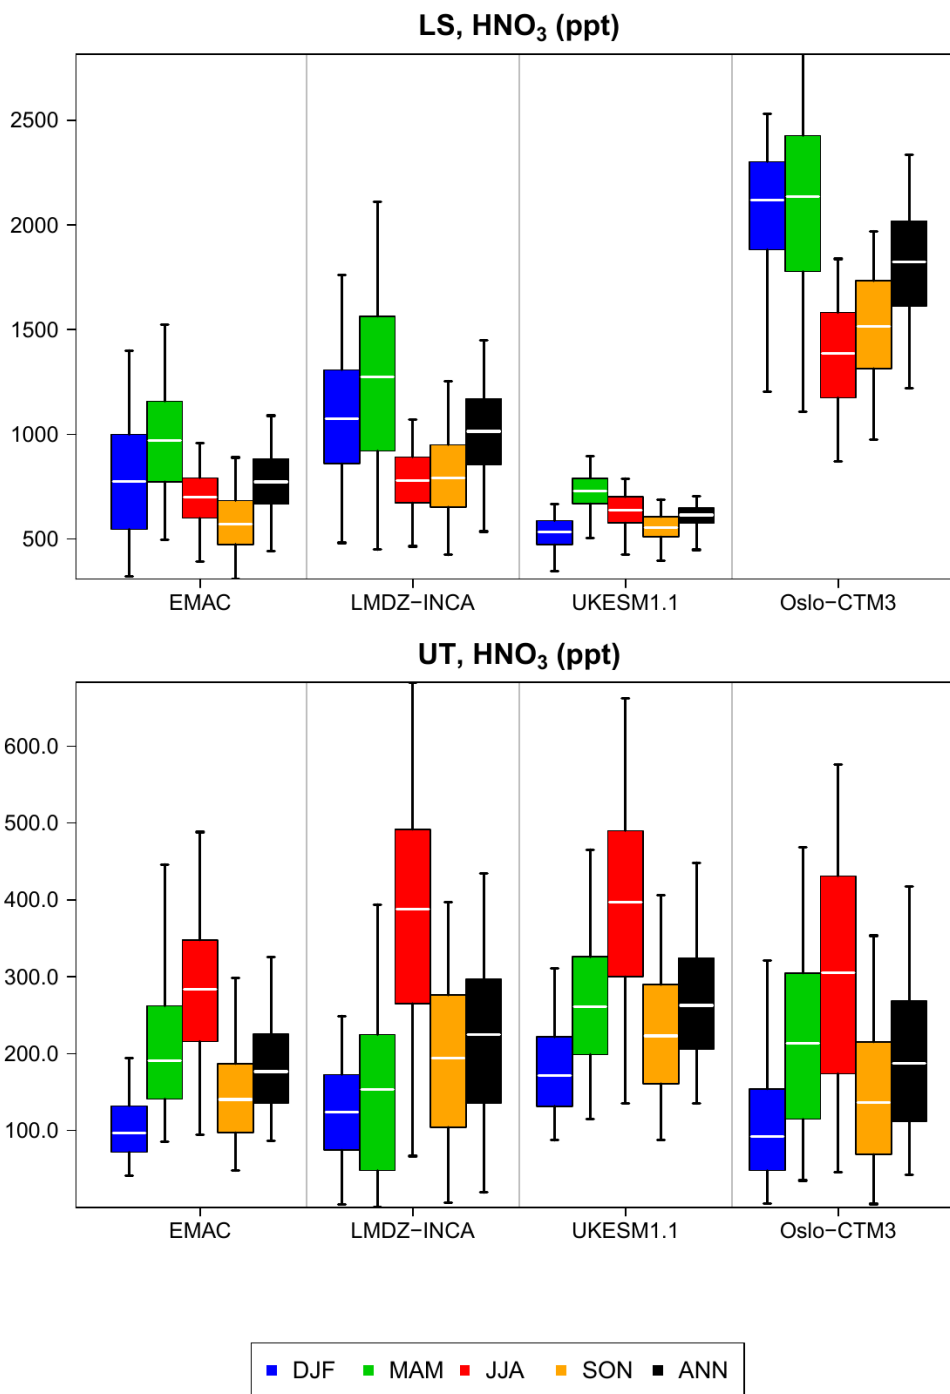 LS, HNO₃ (ppt)
2500
2000
1500
1000
500
EMAC LMDZ−INCA UKESM1.1 Oslo−CTM3
UT, HNO₃ (ppt)
600.0
500.0
400.0
300.0
200.0
100.0
EMAC LMDZ−INCA UKESM1.1 Oslo−CTM3
DJF MAM JJA SON ANN